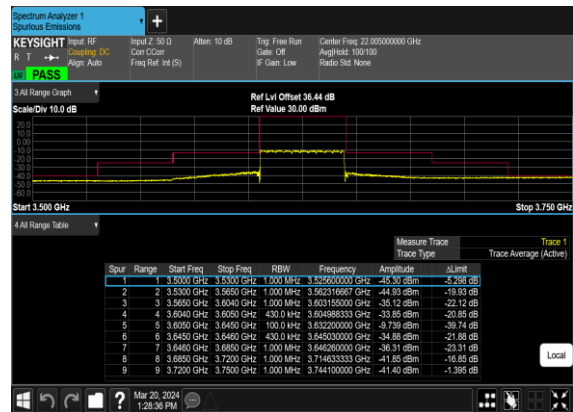 Spectrum Analyzer 1
Spurious Emissions
+
KEYSIGHT Input: RF Input Z: 50 Ω Atten: 10 dB Trig: Free Run Center Freq: 22.005000000 GHz
R T Coupling: DC Corr CCorr Gate: Off Avg|Hold: 100/100
Align: Auto Freq Ref: Int (S) IF Gain: Low Radio Std: None
PASS
3 All Range Graph
Ref Lvl Offset 36.44 dB
Scale/Div 10.0 dB Ref Value 30.00 dBm
20.0
10.0
0.00
-10.0
-20.0
-30.0
-40.0
-50.0
-60.0
Start 3.500 GHz Stop 3.750 GHz
4 All Range Table
Measure Trace Trace 1
Trace Type Trace Average (Active)
Spur Range Start Freq Stop Freq RBW Frequency Amplitude ΔLimit
1 1 3.5000 GHz 3.5300 GHz 1.000 MHz 3.525600000 GHz -45.30 dBm -5.298 dB
2 2 3.5300 GHz 3.5650 GHz 1.000 MHz 3.562316667 GHz -44.93 dBm -19.93 dB
3 3 3.5650 GHz 3.6040 GHz 1.000 MHz 3.603155000 GHz -35.12 dBm -22.12 dB
4 4 3.6040 GHz 3.6050 GHz 430.0 kHz 3.604988333 GHz -33.85 dBm -20.85 dB
5 5 3.6050 GHz 3.6450 GHz 100.0 kHz 3.632200000 GHz -9.739 dBm -39.74 dB
6 6 3.6450 GHz 3.6460 GHz 430.0 kHz 3.645030000 GHz -34.88 dBm -21.88 dB
7 7 3.6460 GHz 3.6850 GHz 1.000 MHz 3.646260000 GHz -36.31 dBm -23.31 dB
8 8 3.6850 GHz 3.7200 GHz 1.000 MHz 3.714633333 GHz -41.85 dBm -16.85 dB
9 9 3.7200 GHz 3.7500 GHz 1.000 MHz 3.744100000 GHz -41.40 dBm -1.395 dB
Local
? Mar 20, 2024
1:28:36 PM